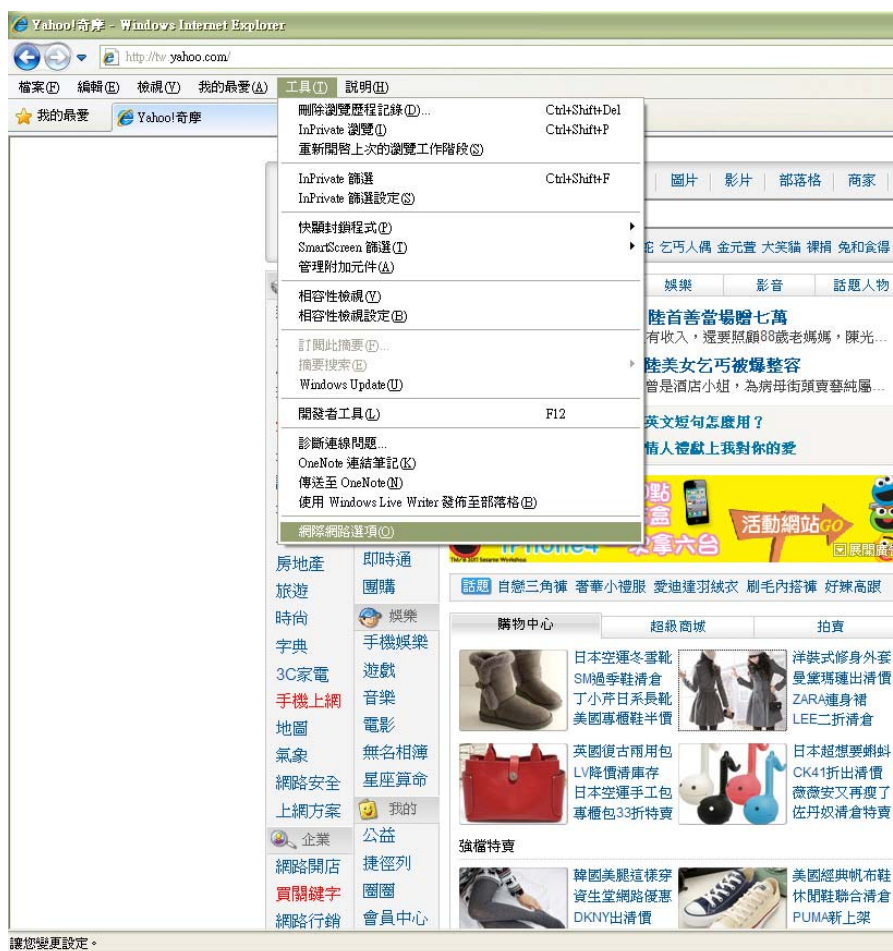 Yahoo!奇摩 - Windows Internet Explorer
http://tw.yahoo.com/
檔案(F) 編輯(E) 檢視(V) 我的最愛(A) 工具(T) 說明(H)
我的最愛 Yahoo!奇摩
刪除瀏覽歷程記錄(D)... Ctrl+Shift+Del
InPrivate 瀏覽(I) Ctrl+Shift+P
重新開啟上次的瀏覽工作階段(S)
InPrivate 篩選 Ctrl+Shift+F
InPrivate 篩選設定(S)
快顯封鎖程式(P)
SmartScreen 篩選(T)
管理附加元件(A)
相容性檢視(V)
相容性檢視設定(B)
訂閱此摘要(F)...
摘要搜索(E)
Windows Update(U)
開發者工具(L) F12
診斷連線問題...
OneNote 連結筆記(K)
傳送至 OneNote(N)
使用 Windows Live Writer 發佈至部落格(B)
網際網路選項(O)
圖片 影片 部落格 商家
乞丐人偶 金元萱 大笑貓 裸捐 兔和食得
娛樂 影音 話題人物
陸首善當場贈七萬
有收入，還要照顧88歲老媽媽，陳光...
陸美女乞丐被爆整容
曾是酒店小姐，為病母街頭賣藝純屬...
英文短句怎麼用？
情人禮獻上我對你的愛
活動網站GO
iPhone4 次拿六台
展開廣告
話題 自戀三角褲 奢華小禮服 愛迪達羽絨衣 刷毛內搭褲 好辣高跟
房地產
旅遊
時尚
字典
3C家電
手機上網
地圖
氣象
網路安全
上網方案
企業
網路開店
買關鍵字
網路行銷
即時通
團購
娛樂
手機娛樂
遊戲
音樂
電影
無名相簿
星座算命
我的
公益
捷徑列
圈圈
會員中心
購物中心 超級商城 拍賣
日本空運冬雪靴
SM過季鞋清倉
丁小芹日系長靴
美國專櫃鞋半價
洋裝式修身外套
曼黛瑪璉出清價
ZARA連身裙
LEE二折清倉
英國復古兩用包
LV降價清庫存
日本空運手工包
專櫃包33折特賣
日本超想要蝌蚪
CK41折出清價
薇薇安又再瘦了
佐丹奴清倉特賣
強檔特賣
韓國美腿這樣穿
資生堂網路優惠
DKNY出清價
美國經典帆布鞋
休閒鞋聯合清倉
PUMA新上架
讓您變更設定。